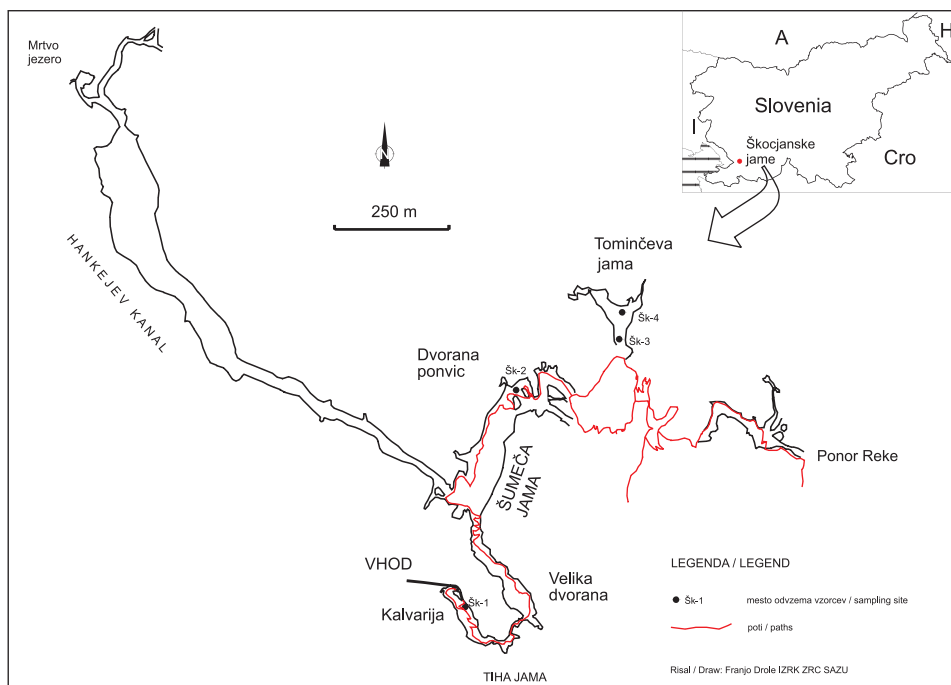 Mrtvo
jezero
A
H
Slovenia
I
Škocjanske
jame
Cro
N
250 m
HANKEJEV KANAL
Tominčeva
jama
Šk-4
Šk-3
Dvorana
ponvic
Šk-2
Ponor Reke
ŠUMEČA
JAMA
VHOD
Velika
dvorana
Šk-1
Kalvarija
TIHA JAMA
LEGENDA / LEGEND
Šk-1 mesto odvzema vzorcev / sampling site
poti / paths
Risal / Draw: Franjo Drole IZRK ZRC SAZU